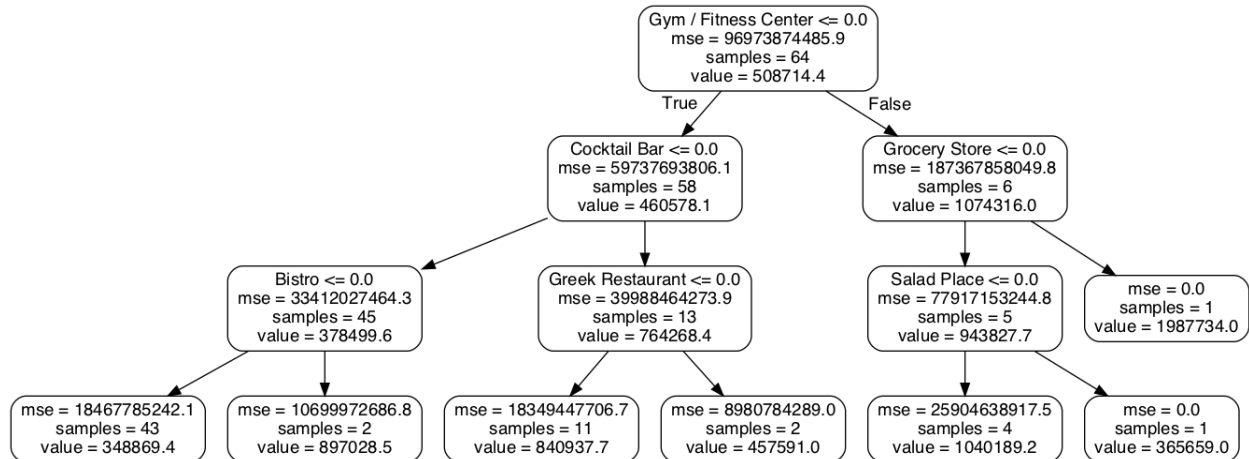 Gym / Fitness Center <= 0.0
mse = 96973874485.9
samples = 64
value = 508714.4
True
False
Cocktail Bar <= 0.0
mse = 59737693806.1
samples = 58
value = 460578.1
Grocery Store <= 0.0
mse = 187367858049.8
samples = 6
value = 1074316.0
Bistro <= 0.0
mse = 33412027464.3
samples = 45
value = 378499.6
Greek Restaurant <= 0.0
mse = 39988464273.9
samples = 13
value = 764268.4
Salad Place <= 0.0
mse = 77917153244.8
samples = 5
value = 943827.7
mse = 0.0
samples = 1
value = 1987734.0
mse = 18467785242.1
samples = 43
value = 348869.4
mse = 10699972686.8
samples = 2
value = 897028.5
mse = 18349447706.7
samples = 11
value = 840937.7
mse = 8980784289.0
samples = 2
value = 457591.0
mse = 25904638917.5
samples = 4
value = 1040189.2
mse = 0.0
samples = 1
value = 365659.0